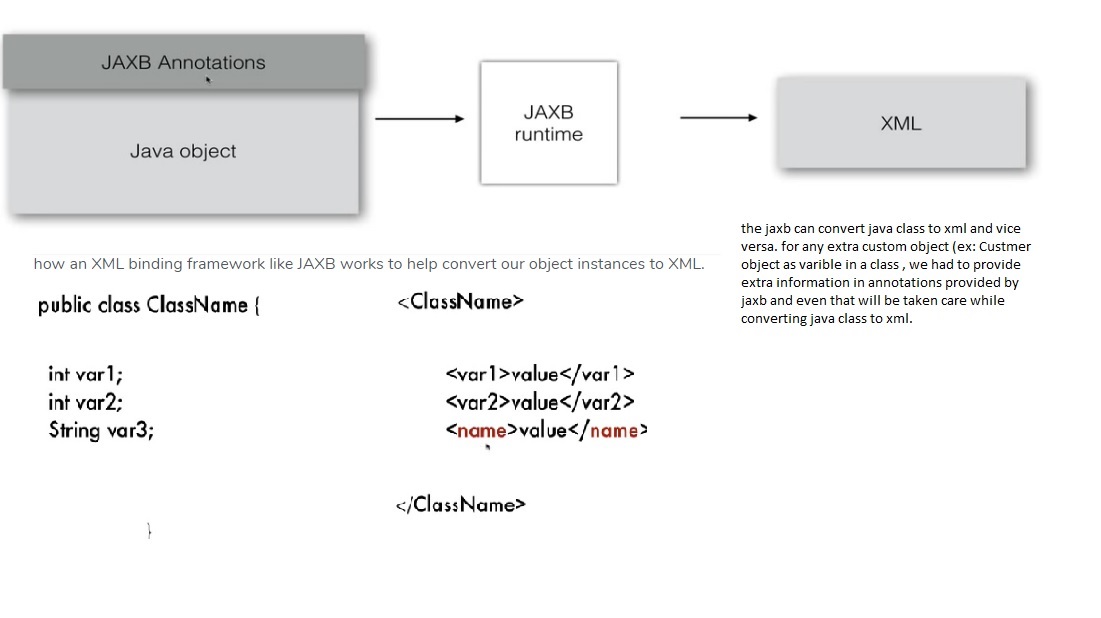 JAXB Annotations
Java object
JAXB
runtime
XML
the jaxb can convert java class to xml and vice
versa. for any extra custom object (ex: Custmer
object as varible in a class , we had to provide
extra information in annotations provided by
jaxb and even that will be taken care while
converting java class to xml.
how an XML binding framework like JAXB works to help convert our object instances to XML.
public class ClassName {
int var1;
int var2;
String var3;
}
<ClassName>
<var1>value</var1>
<var2>value</var2>
<name>value</name>
</ClassName>